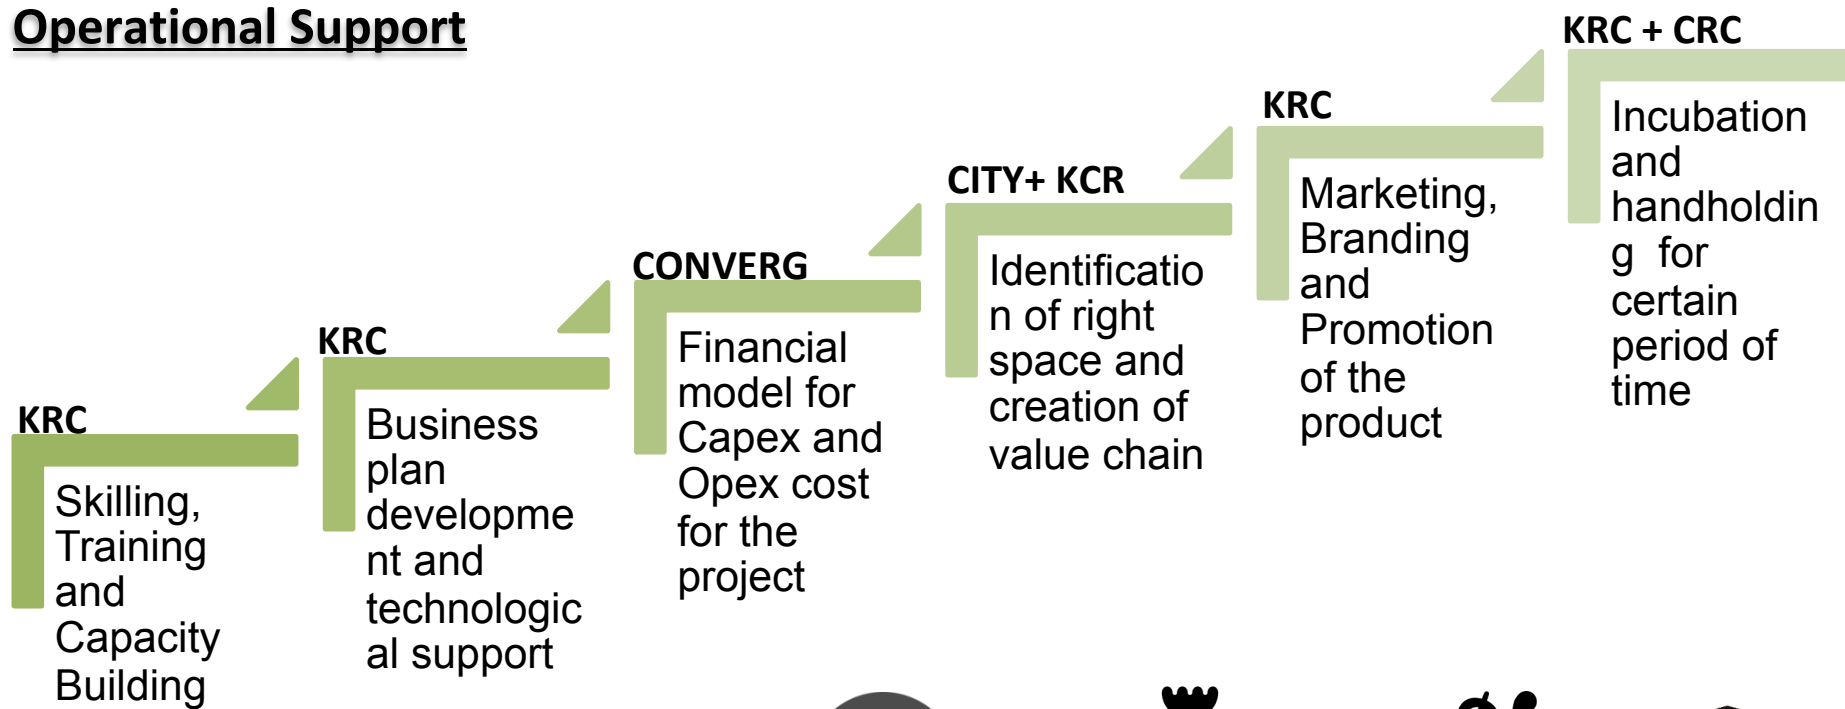 Operational Support
KRC
Skilling,
Training
and
Capacity
Building
KRC
Business
plan
developme
nt and
technologic
al support
CONVERG
Financial
model for
Capex and
Opex cost
for the
project
CITY+ KCR
Identificatio
n of right
space and
creation of
value chain
KRC
Marketing,
Branding
and
Promotion
of the
product
KRC + CRC
Incubation
and
handholdin
g for
certain
period of
time